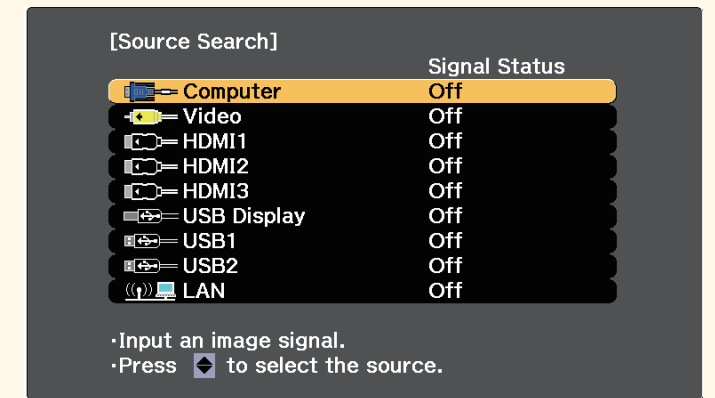 [Source Search]
Signal Status
Computer Off
Video Off
HDMI1 Off
HDMI2 Off
HDMI3 Off
USB Display Off
USB1 Off
USB2 Off
LAN Off
·Input an image signal.
·Press to select the source.